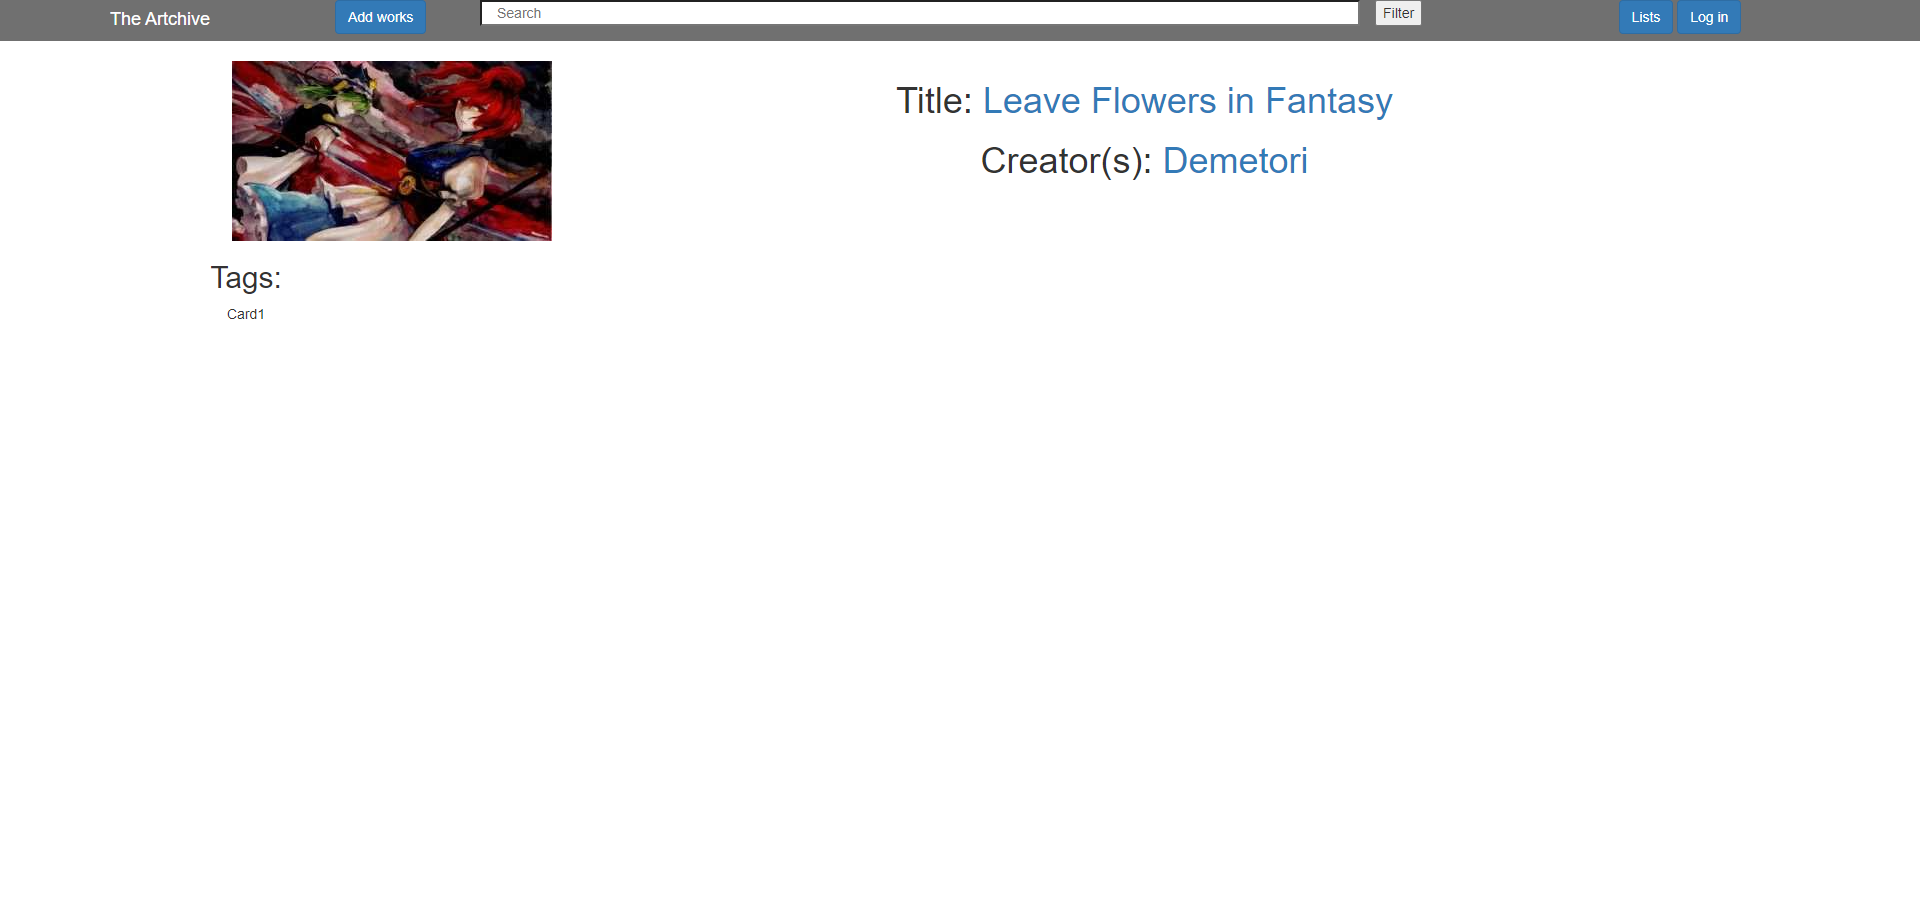 The Artchive
Add works
Search
Filter
Lists
Log in
Title: Leave Flowers in Fantasy
Creator(s): Demetori
Tags:
Card1